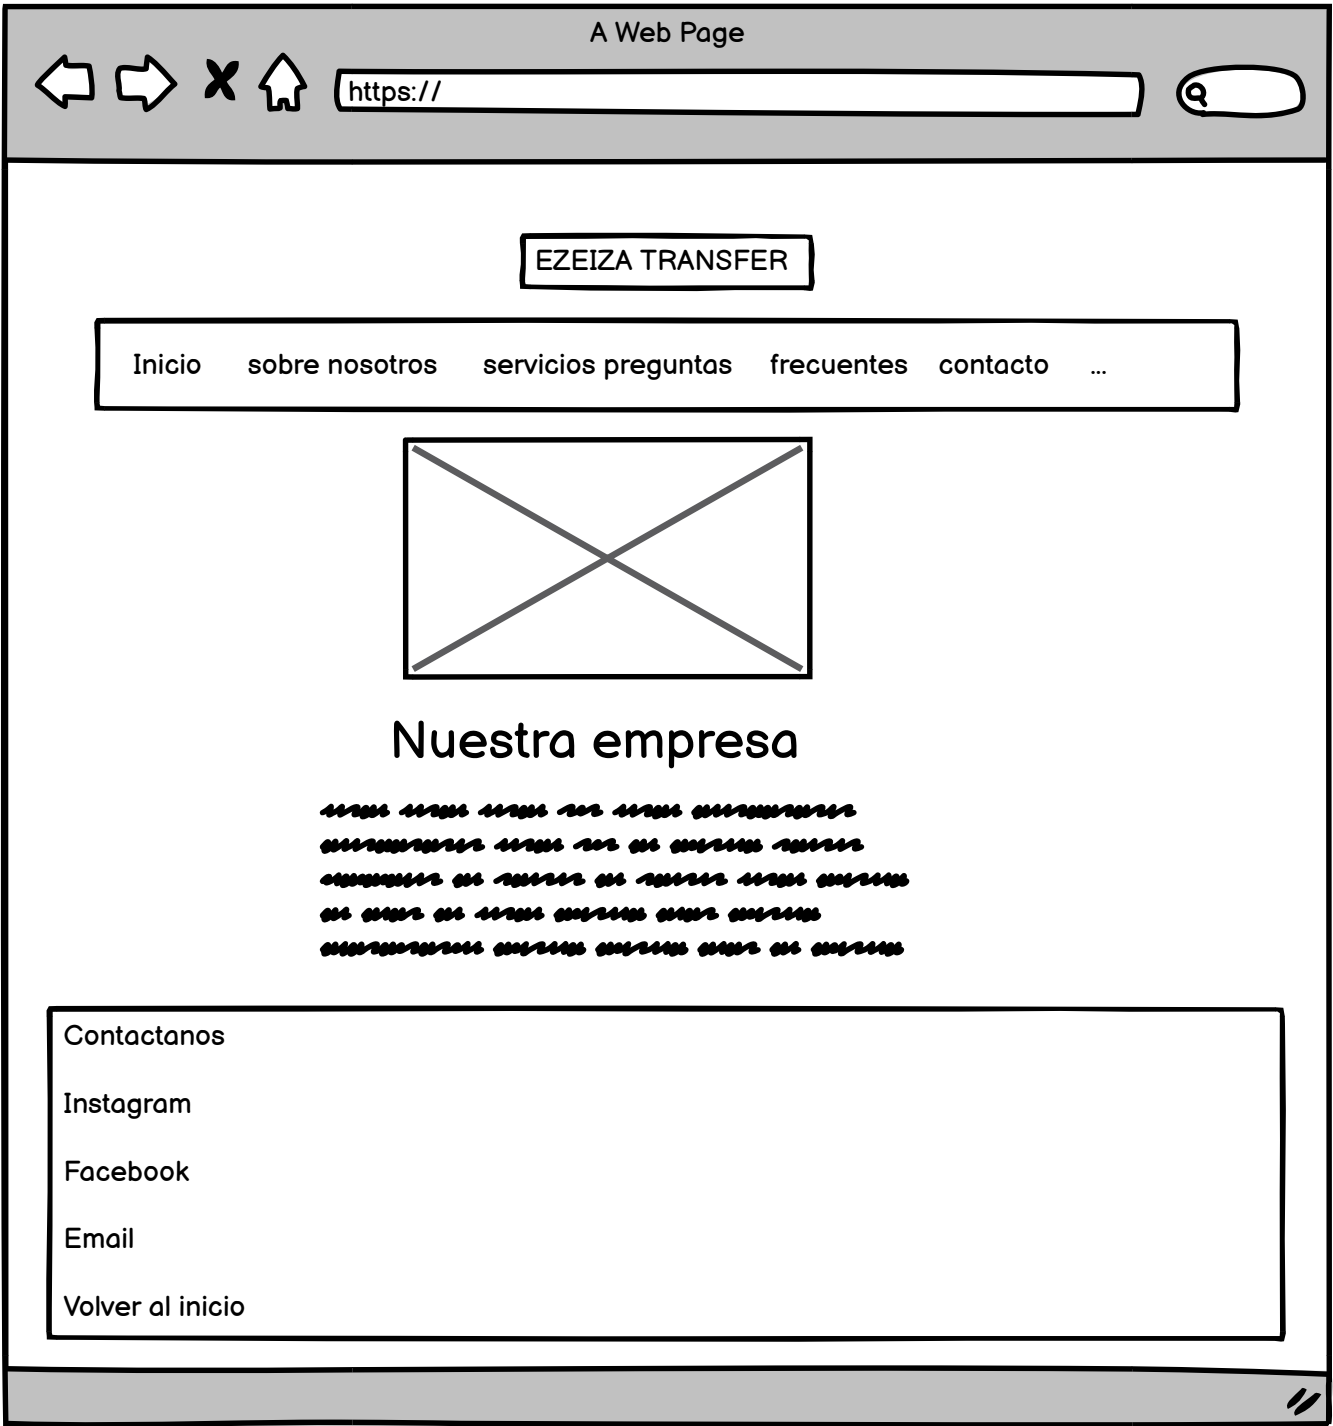 A Web Page
https://
EZEIZA TRANSFER
Inicio sobre nosotros servicios preguntas frecuentes contacto ...
Nuestra empresa
Contactanos
Instagram
Facebook
Email
Volver al inicio